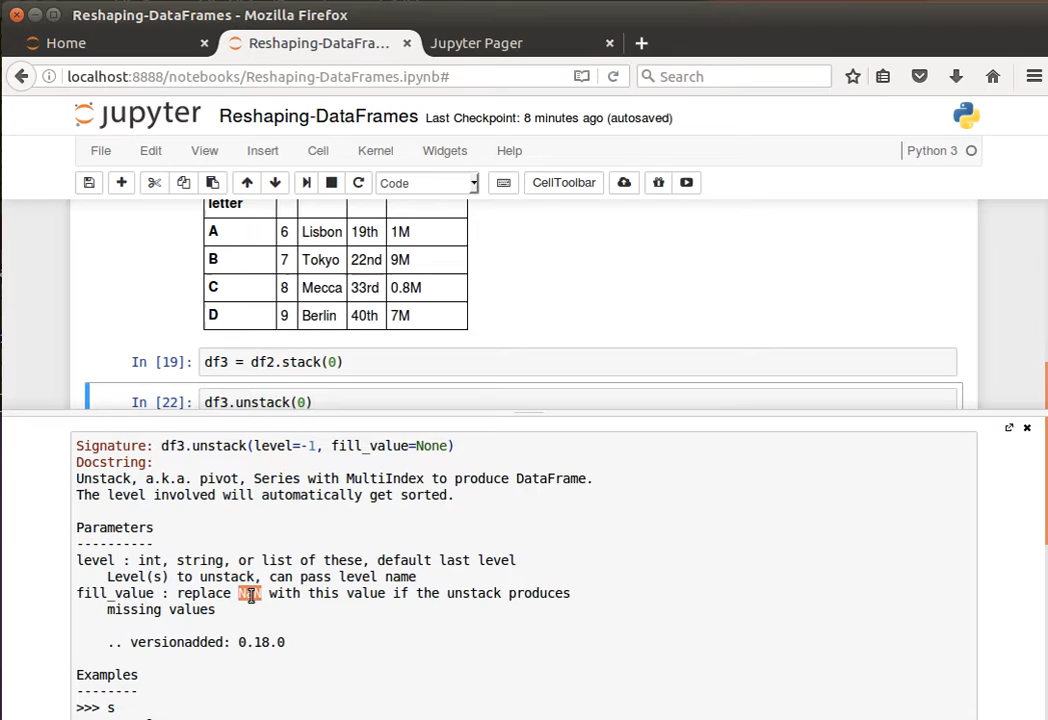 Reshaping-DataFrames - Mozilla Firefox
Home Reshaping-DataFra... Jupyter Pager
localhost:8888/notebooks/Reshaping-DataFrames.ipynb# Search
jupyter Reshaping-DataFrames Last Checkpoint: 8 minutes ago (autosaved)
File Edit View Insert Cell Kernel Widgets Help Python 3
Code CellToolbar
letter
A 6 Lisbon 19th 1M
B 7 Tokyo 22nd 9M
C 8 Mecca 33rd 0.8M
D 9 Berlin 40th 7M
In [19]: df3 = df2.stack(0)
In [22]: df3.unstack(0)
Signature: df3.unstack(level=-1, fill_value=None)
Docstring:
Unstack, a.k.a. pivot, Series with MultiIndex to produce DataFrame.
The level involved will automatically get sorted.
Parameters
----------
level : int, string, or list of these, default last level
Level(s) to unstack, can pass level name
fill_value : replace NaN with this value if the unstack produces
missing values
.. versionadded: 0.18.0
Examples
--------
>>> s